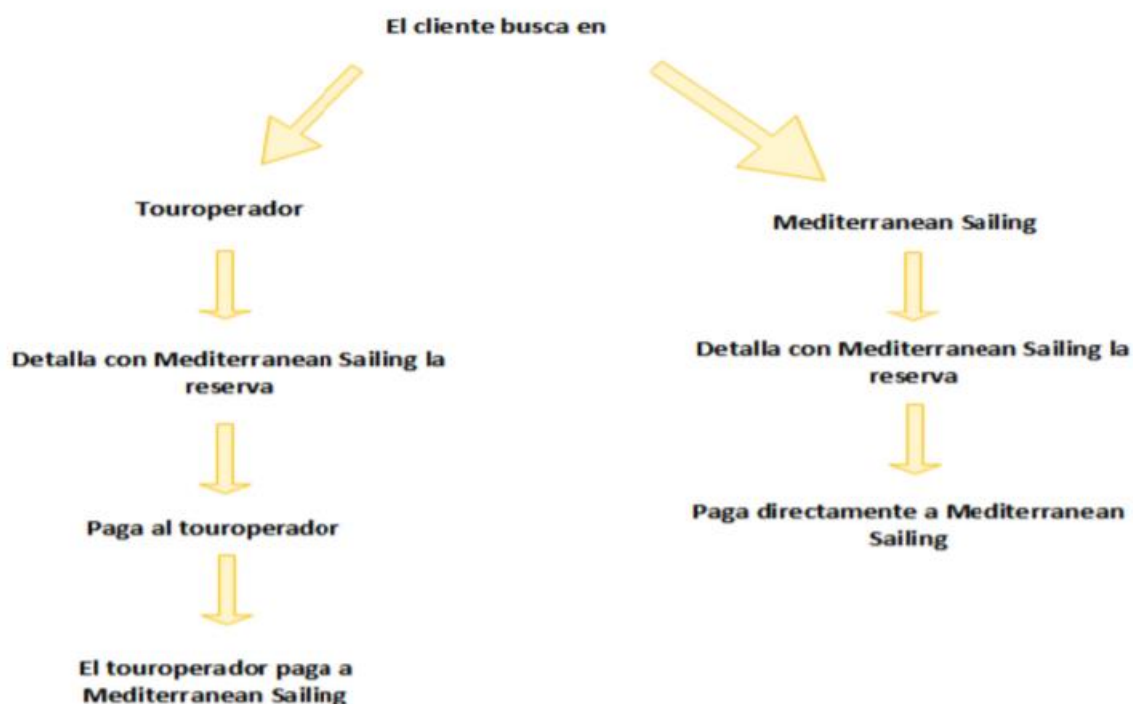 El cliente busca en
Touroperador
Mediterranean Sailing
Detalla con Mediterranean Sailing la
reserva
Detalla con Mediterranean Sailing la
reserva
Paga al touroperador
Paga directamente a Mediterranean
Sailing
El touroperador paga a
Mediterranean Sailing